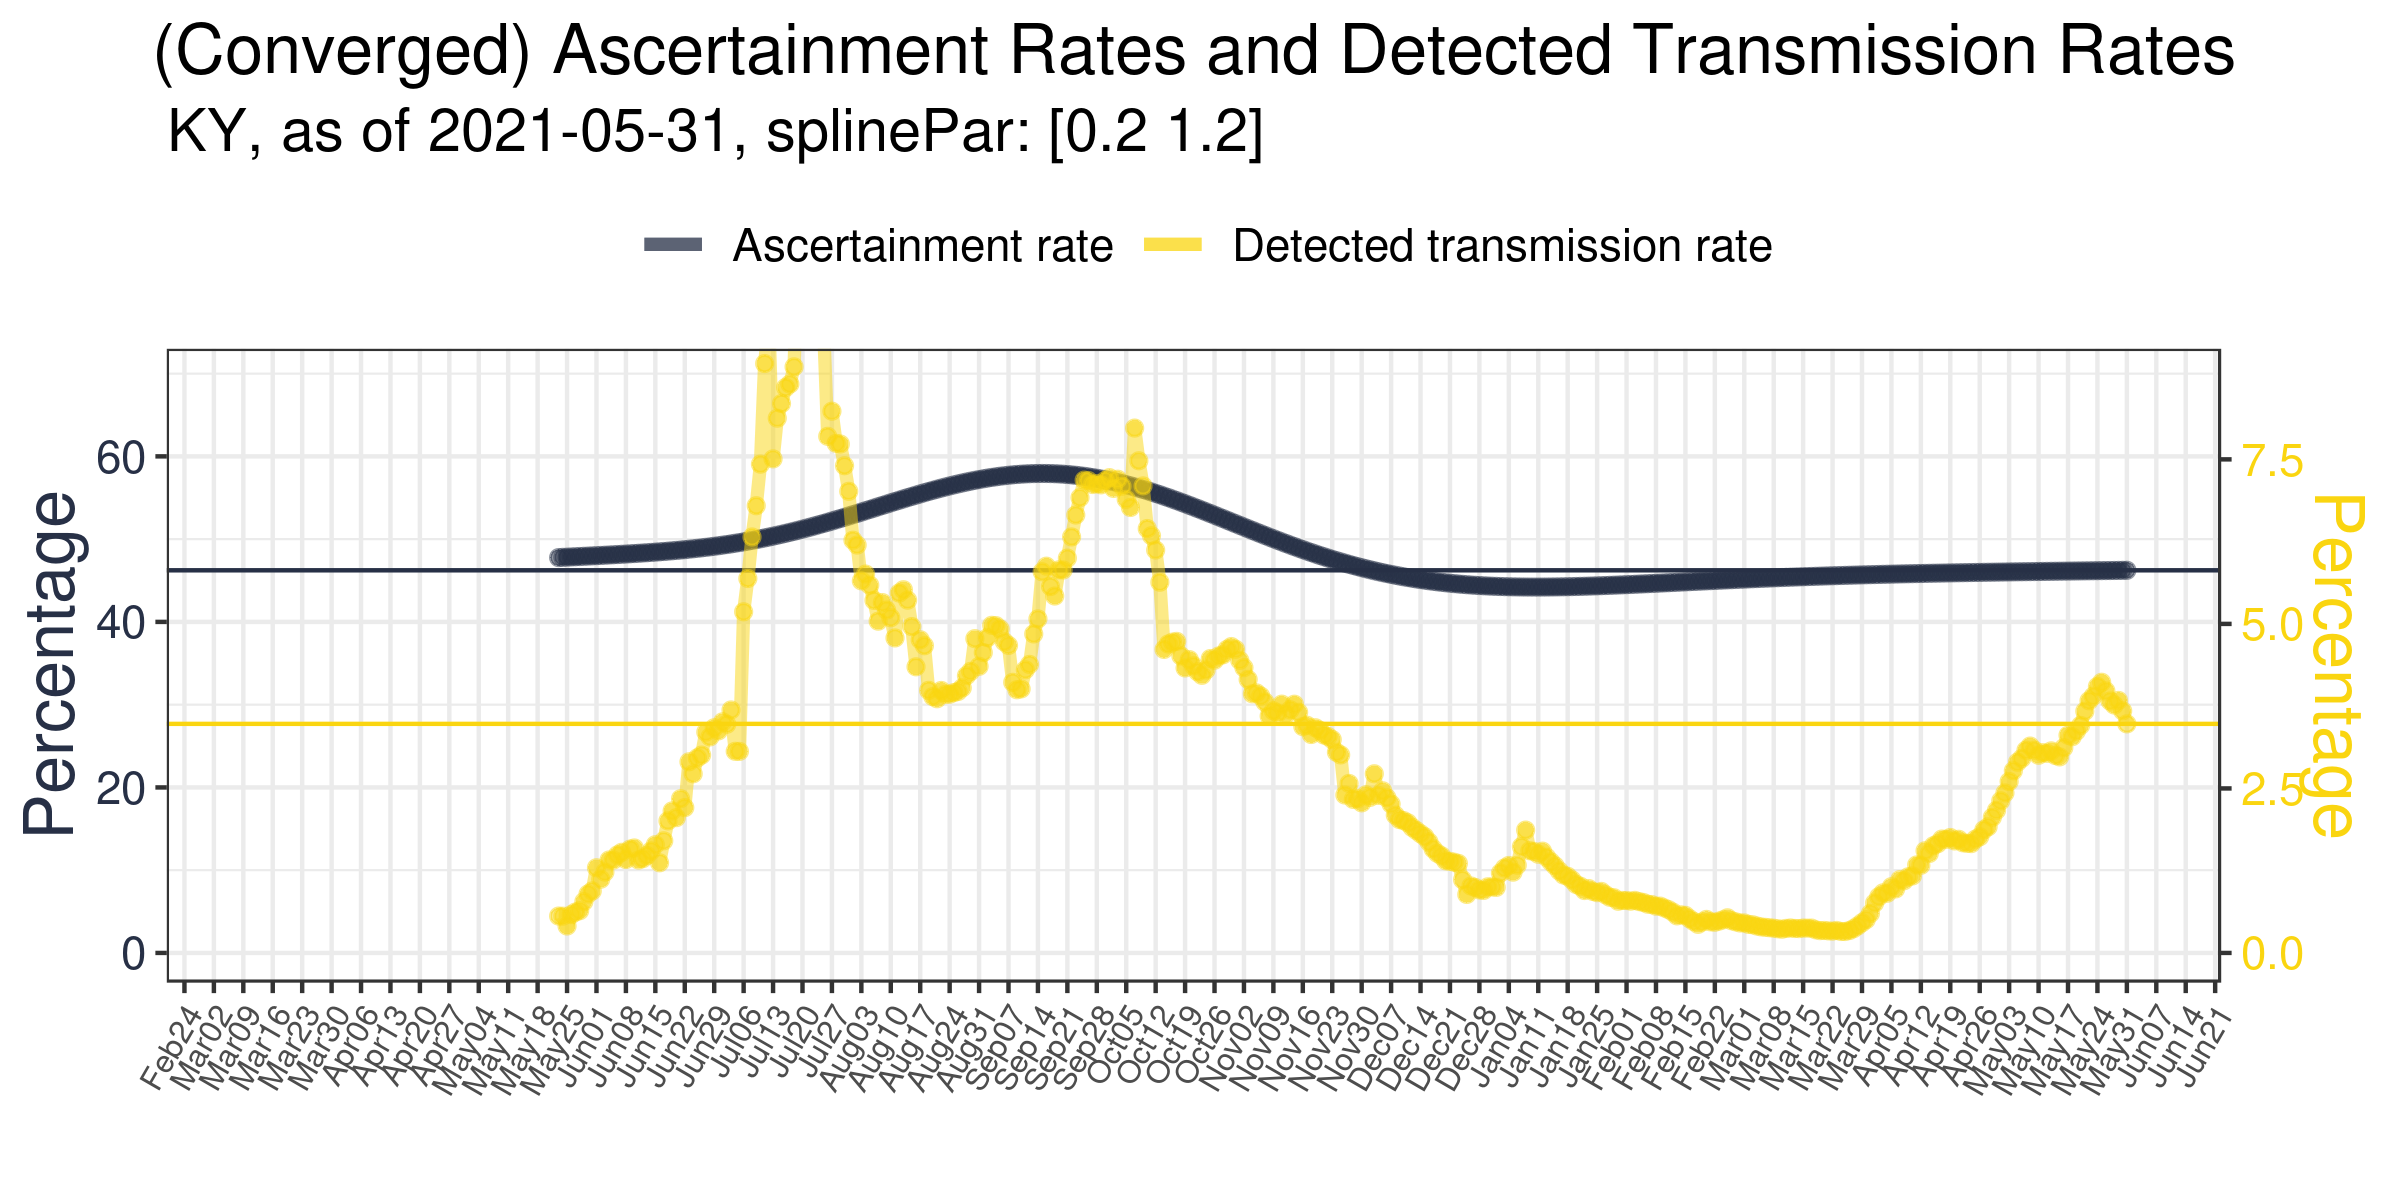 (Converged) Ascertainment Rates and Detected Transmission Rates
KY, as of 2021-05-31, splinePar: [0.2 1.2]
Ascertainment rate
Detected transmission rate
Percentage
60
40
20
0
7.5
5.0
2.5
0.0
Percentage
Feb24
Mar02
Mar09
Mar16
Mar23
Mar30
Apr06
Apr13
Apr20
Apr27
May04
May11
May18
May25
Jun01
Jun08
Jun15
Jun22
Jun29
Jul06
Jul13
Jul20
Jul27
Aug03
Aug10
Aug17
Aug24
Aug31
Sep07
Sep14
Sep21
Sep28
Oct05
Oct12
Oct19
Oct26
Nov02
Nov09
Nov16
Nov23
Nov30
Dec07
Dec14
Dec21
Dec28
Jan04
Jan11
Jan18
Jan25
Feb01
Feb08
Feb15
Feb22
Mar01
Mar08
Mar15
Mar22
Mar29
Apr05
Apr12
Apr19
Apr26
May03
May10
May17
May24
May31
Jun07
Jun14
Jun21